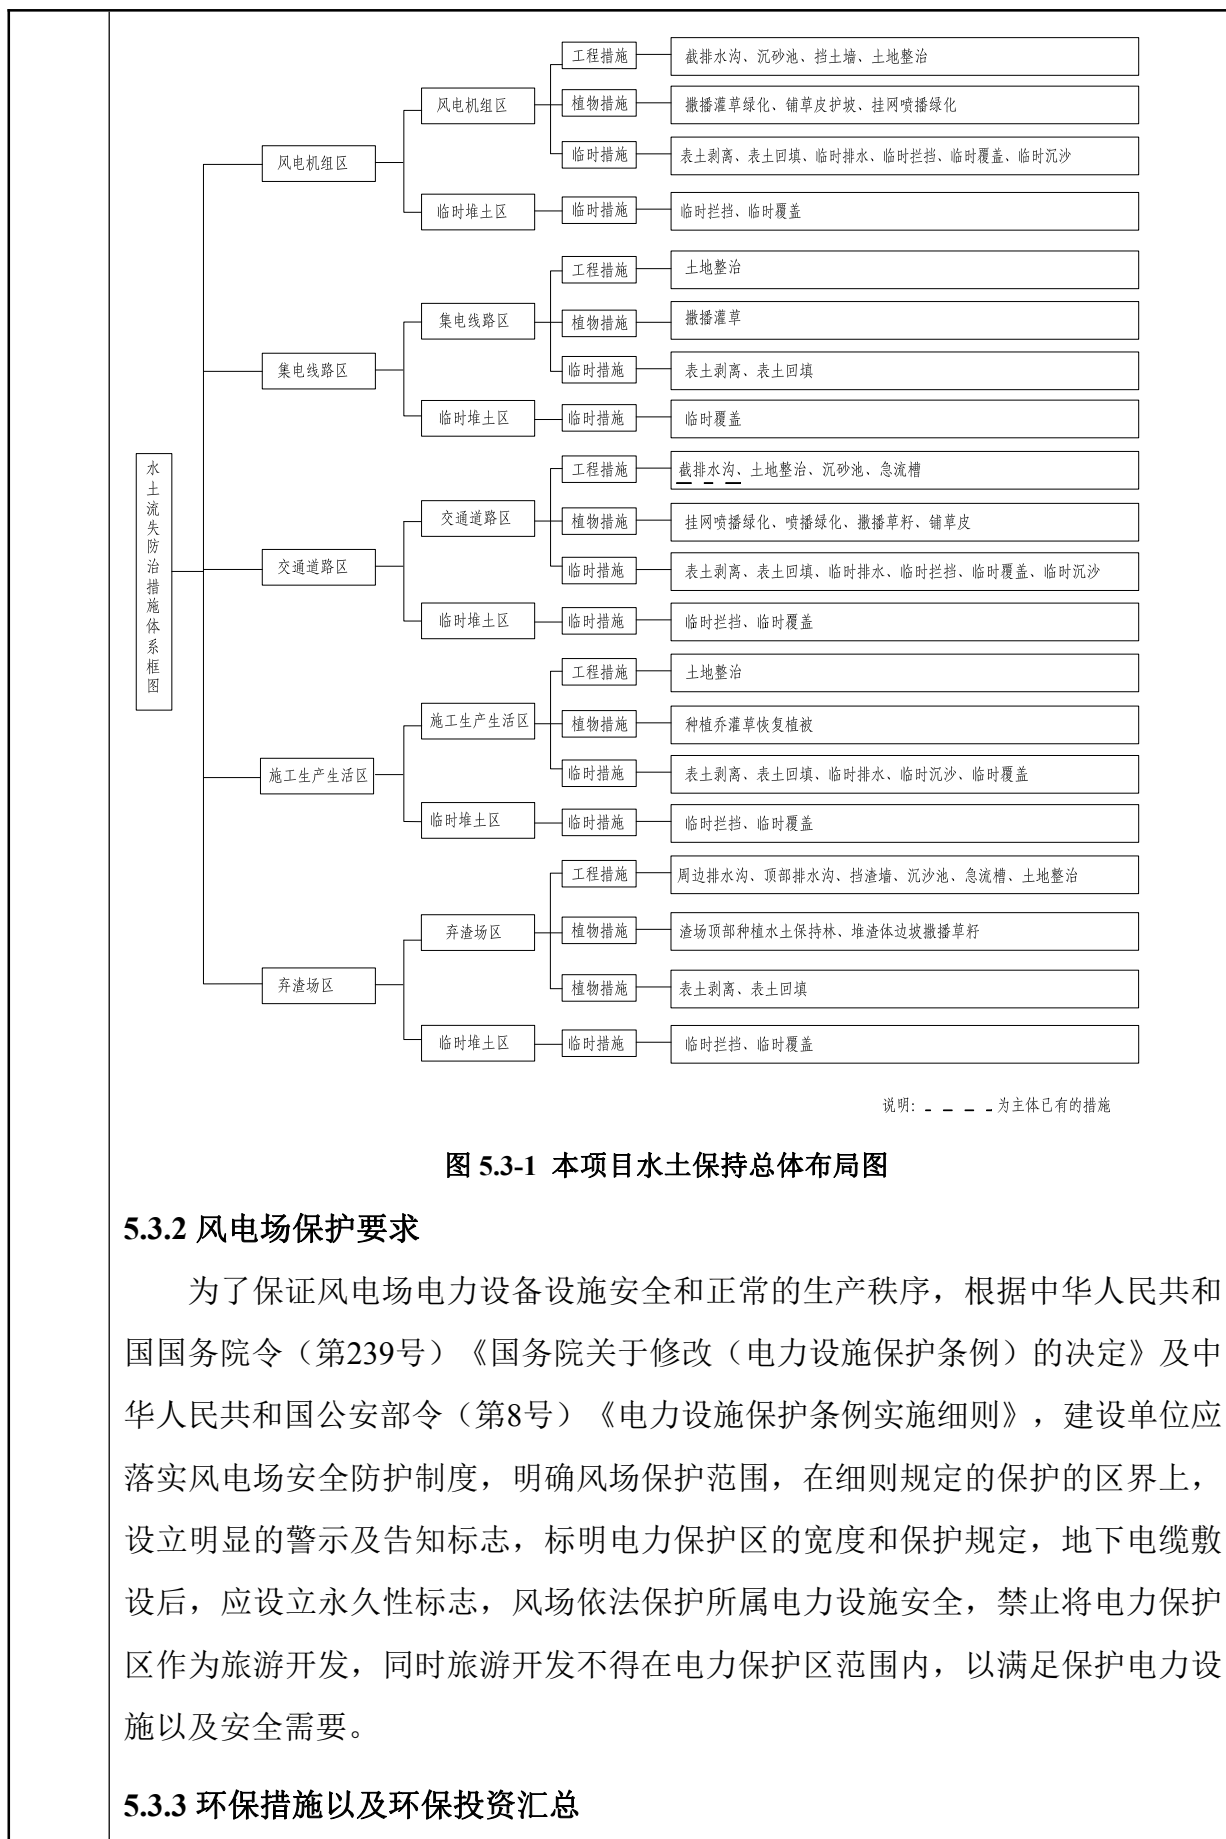 工程措施 截排水沟、沉砂池、挡土墙、土地整治
风电机组区 植物措施 撒播灌草绿化、铺草皮护坡、挂网喷播绿化
风电机组区 临时措施 表土剥离、表土回填、临时排水、临时拦挡、临时覆盖、临时沉沙
临时堆土区 临时措施 临时拦挡、临时覆盖
工程措施 土地整治
集电线路区 植物措施 撒播灌草
集电线路区 临时措施 表土剥离、表土回填
临时堆土区 临时措施 临时覆盖
水土流失防治措施体系框图
工程措施 截排水沟、土地整治、沉砂池、急流槽
交通道路区 植物措施 挂网喷播绿化、喷播绿化、撒播草籽、铺草皮
交通道路区 临时措施 表土剥离、表土回填、临时排水、临时拦挡、临时覆盖、临时沉沙
临时堆土区 临时措施 临时拦挡、临时覆盖
工程措施 土地整治
施工生产生活区 植物措施 种植乔灌草恢复植被
施工生产生活区 临时措施 表土剥离、表土回填、临时排水、临时沉沙、临时覆盖
临时堆土区 临时措施 临时拦挡、临时覆盖
工程措施 周边排水沟、顶部排水沟、挡渣墙、沉沙池、急流槽、土地整治
弃渣场区 植物措施 渣场顶部种植水土保持林、堆渣体边坡撒播草籽
弃渣场区 植物措施 表土剥离、表土回填
临时堆土区 临时措施 临时拦挡、临时覆盖
说明: 为主体已有的措施
图 5.3-1 本项目水土保持总体布局图
5.3.2 风电场保护要求
为了保证风电场电力设备设施安全和正常的生产秩序，根据中华人民共和
国国务院令（第239号）《国务院关于修改（电力设施保护条例）的决定》及中
华人民共和国公安部令（第8号）《电力设施保护条例实施细则》，建设单位应
落实风电场安全防护制度，明确风场保护范围，在细则规定的保护的区界上，
设立明显的警示及告知标志，标明电力保护区的宽度和保护规定，地下电缆敷
设后，应设立永久性标志，风场依法保护所属电力设施安全，禁止将电力保护
区作为旅游开发，同时旅游开发不得在电力保护区范围内，以满足保护电力设
施以及安全需要。
5.3.3 环保措施以及环保投资汇总